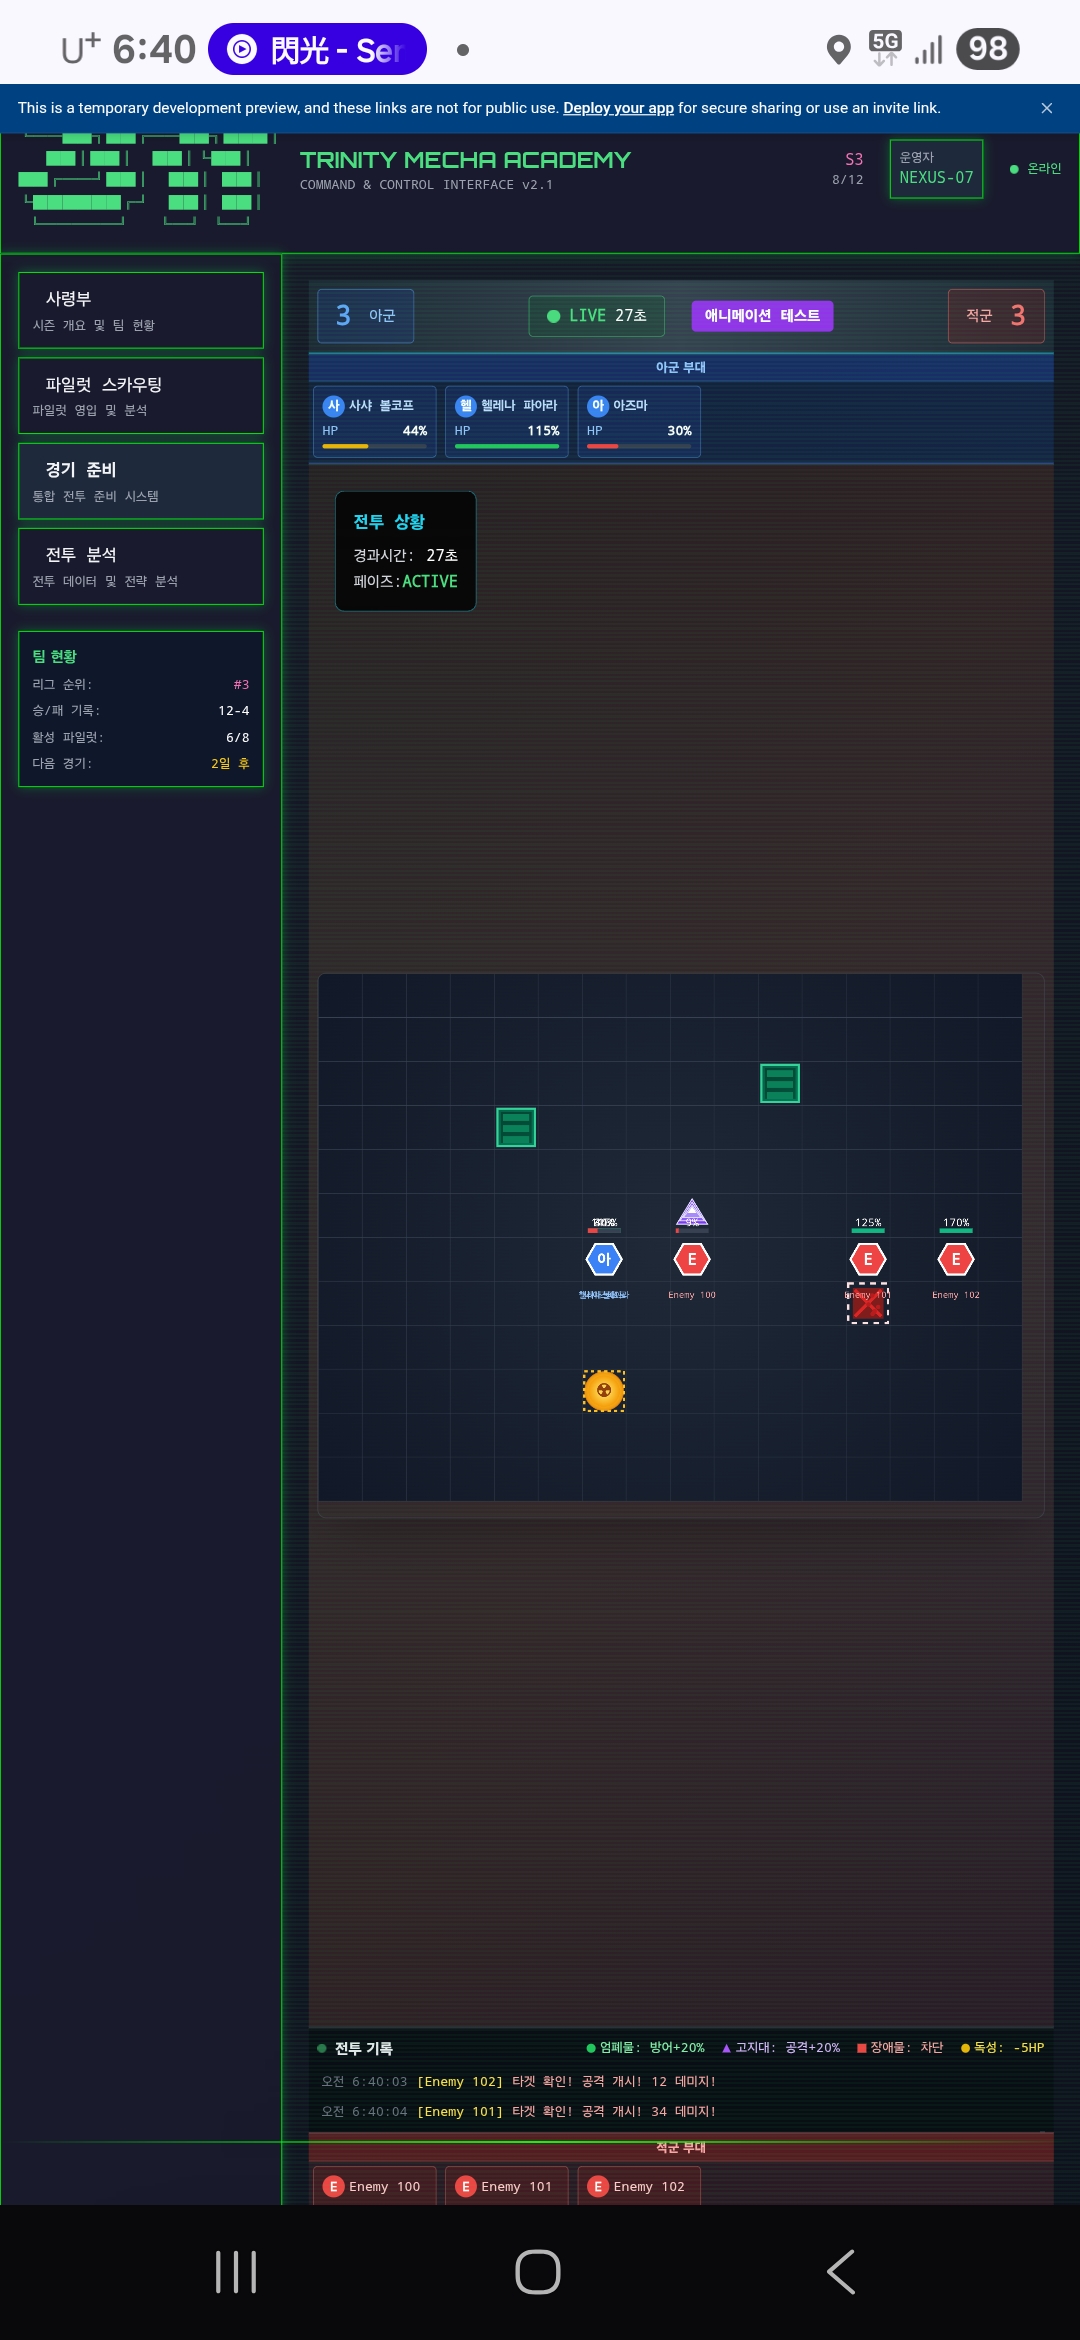 U+ 6:40 閃光 - Ser 5G 98
This is a temporary development preview, and these links are not for public use. Deploy your app for secure sharing or use an invite link.
TRINITY MECHA ACADEMY
COMMAND & CONTROL INTERFACE v2.1
S3
8/12
운영자
NEXUS-07
온라인
사령부
시즌 개요 및 팀 현황
파일럿 스카우팅
파일럿 영입 및 분석
경기 준비
통합 전투 준비 시스템
전투 분석
전투 데이터 및 전략 분석
팀 현황
리그 순위: #3
승/패 기록: 12-4
활성 파일럿: 6/8
다음 경기: 2일 후
3 아군
LIVE 27초
애니메이션 테스트
적군 3
아군 부대
사 사샤 볼코프
HP 44%
헬 헬레나 파아라
HP 115%
아 아즈마
HP 30%
전투 상황
경과시간: 27초
페이즈:ACTIVE
9%
125%
170%
아
E
E
E
Enemy 100
Enemy 101
Enemy 102
전투 기록
엄폐물: 방어+20%
고지대: 공격+20%
장애물: 차단
독성: -5HP
오전 6:40:03 [Enemy 102] 타겟 확인! 공격 개시! 12 데미지!
오전 6:40:04 [Enemy 101] 타겟 확인! 공격 개시! 34 데미지!
적군 부대
E Enemy 100
E Enemy 101
E Enemy 102